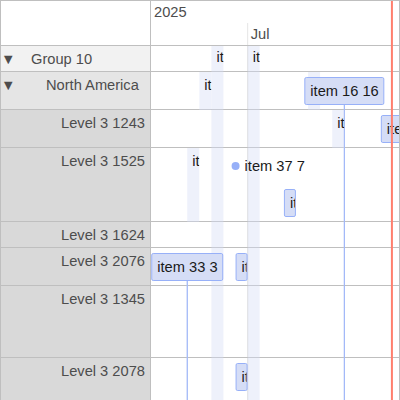 2025
Jul
▼ Group 10 it it
▼ North America it item 16 16
Level 3 1243 it ite
Level 3 1525 it item 37 7
it
Level 3 1624
Level 3 2076 item 33 3 it
Level 3 1345
Level 3 2078 it